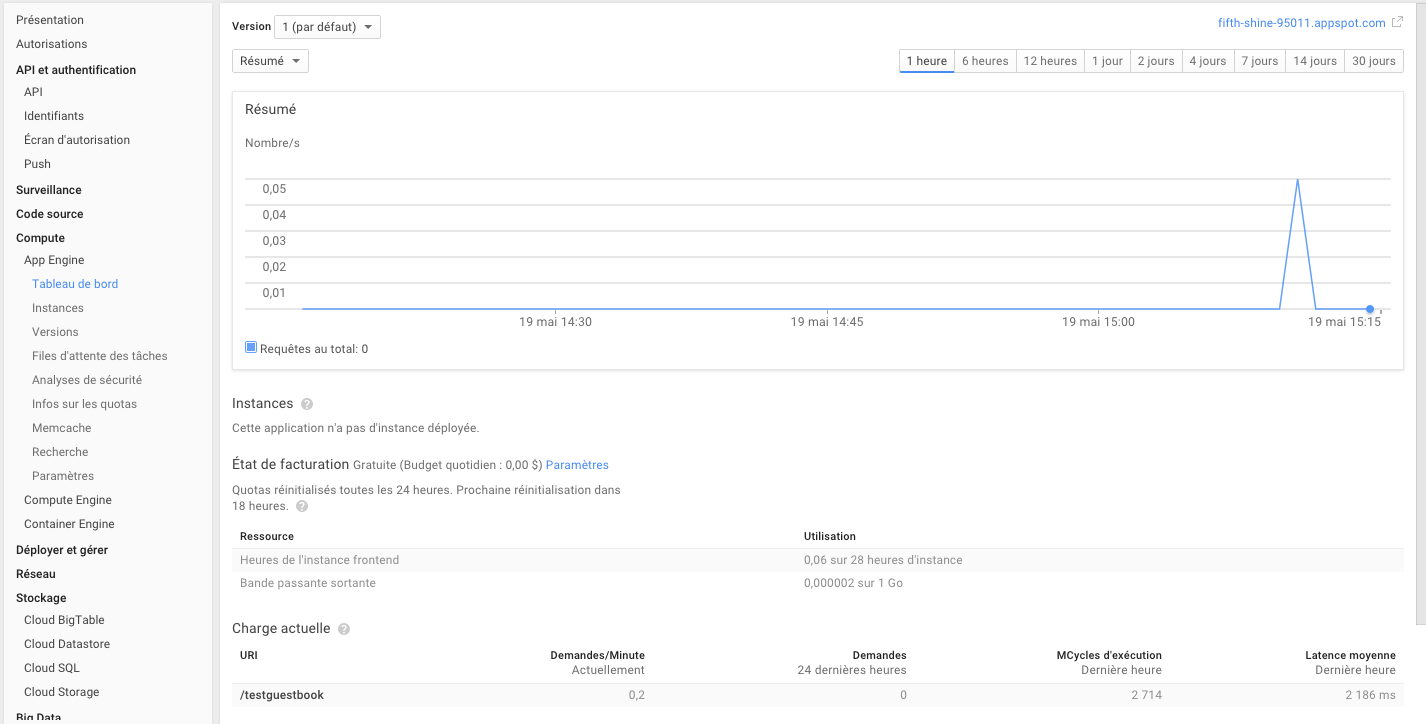 Présentation
Autorisations
API et authentification
API
Identifiants
Écran d'autorisation
Push
Surveillance
Code source
Compute
App Engine
Tableau de bord
Instances
Versions
Files d'attente des tâches
Analyses de sécurité
Infos sur les quotas
Memcache
Recherche
Paramètres
Compute Engine
Container Engine
Déployer et gérer
Réseau
Stockage
Cloud BigTable
Cloud Datastore
Cloud SQL
Cloud Storage
Big Data
Version 1 (par défaut) fifth-shine-95011.appspot.com
Résumé 1 heure 6 heures 12 heures 1 jour 2 jours 4 jours 7 jours 14 jours 30 jours
Résumé
Nombre/s
0,05
0,04
0,03
0,02
0,01
19 mai 14:30 19 mai 14:45 19 mai 15:00 19 mai 15:15
Requêtes au total: 0
Instances ?
Cette application n'a pas d'instance déployée.
État de facturation Gratuite (Budget quotidien : 0,00 $) Paramètres
Quotas réinitialisés toutes les 24 heures. Prochaine réinitialisation dans
18 heures. ?
Ressource Utilisation
Heures de l'instance frontend 0,06 sur 28 heures d'instance
Bande passante sortante 0,000002 sur 1 Go
Charge actuelle ?
URI Demandes/Minute Demandes MCycles d'exécution Latence moyenne
Actuellement 24 dernières heures Dernière heure Dernière heure
/testguestbook 0,2 0 2 714 2 186 ms